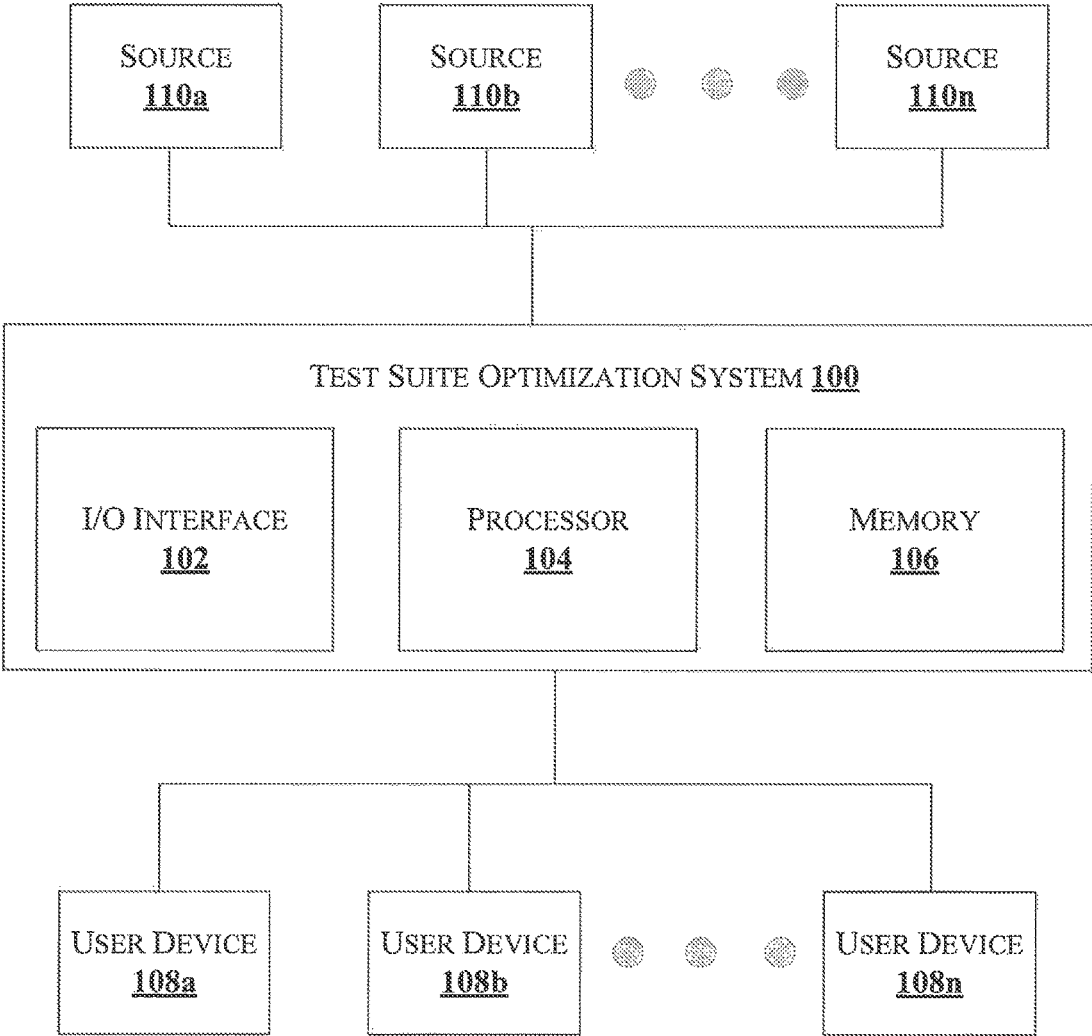 SOURCE
110a
SOURCE
110b
SOURCE
110n
TEST SUITE OPTIMIZATION SYSTEM 100
I/O INTERFACE
102
PROCESSOR
104
MEMORY
106
USER DEVICE
108a
USER DEVICE
108b
USER DEVICE
108n